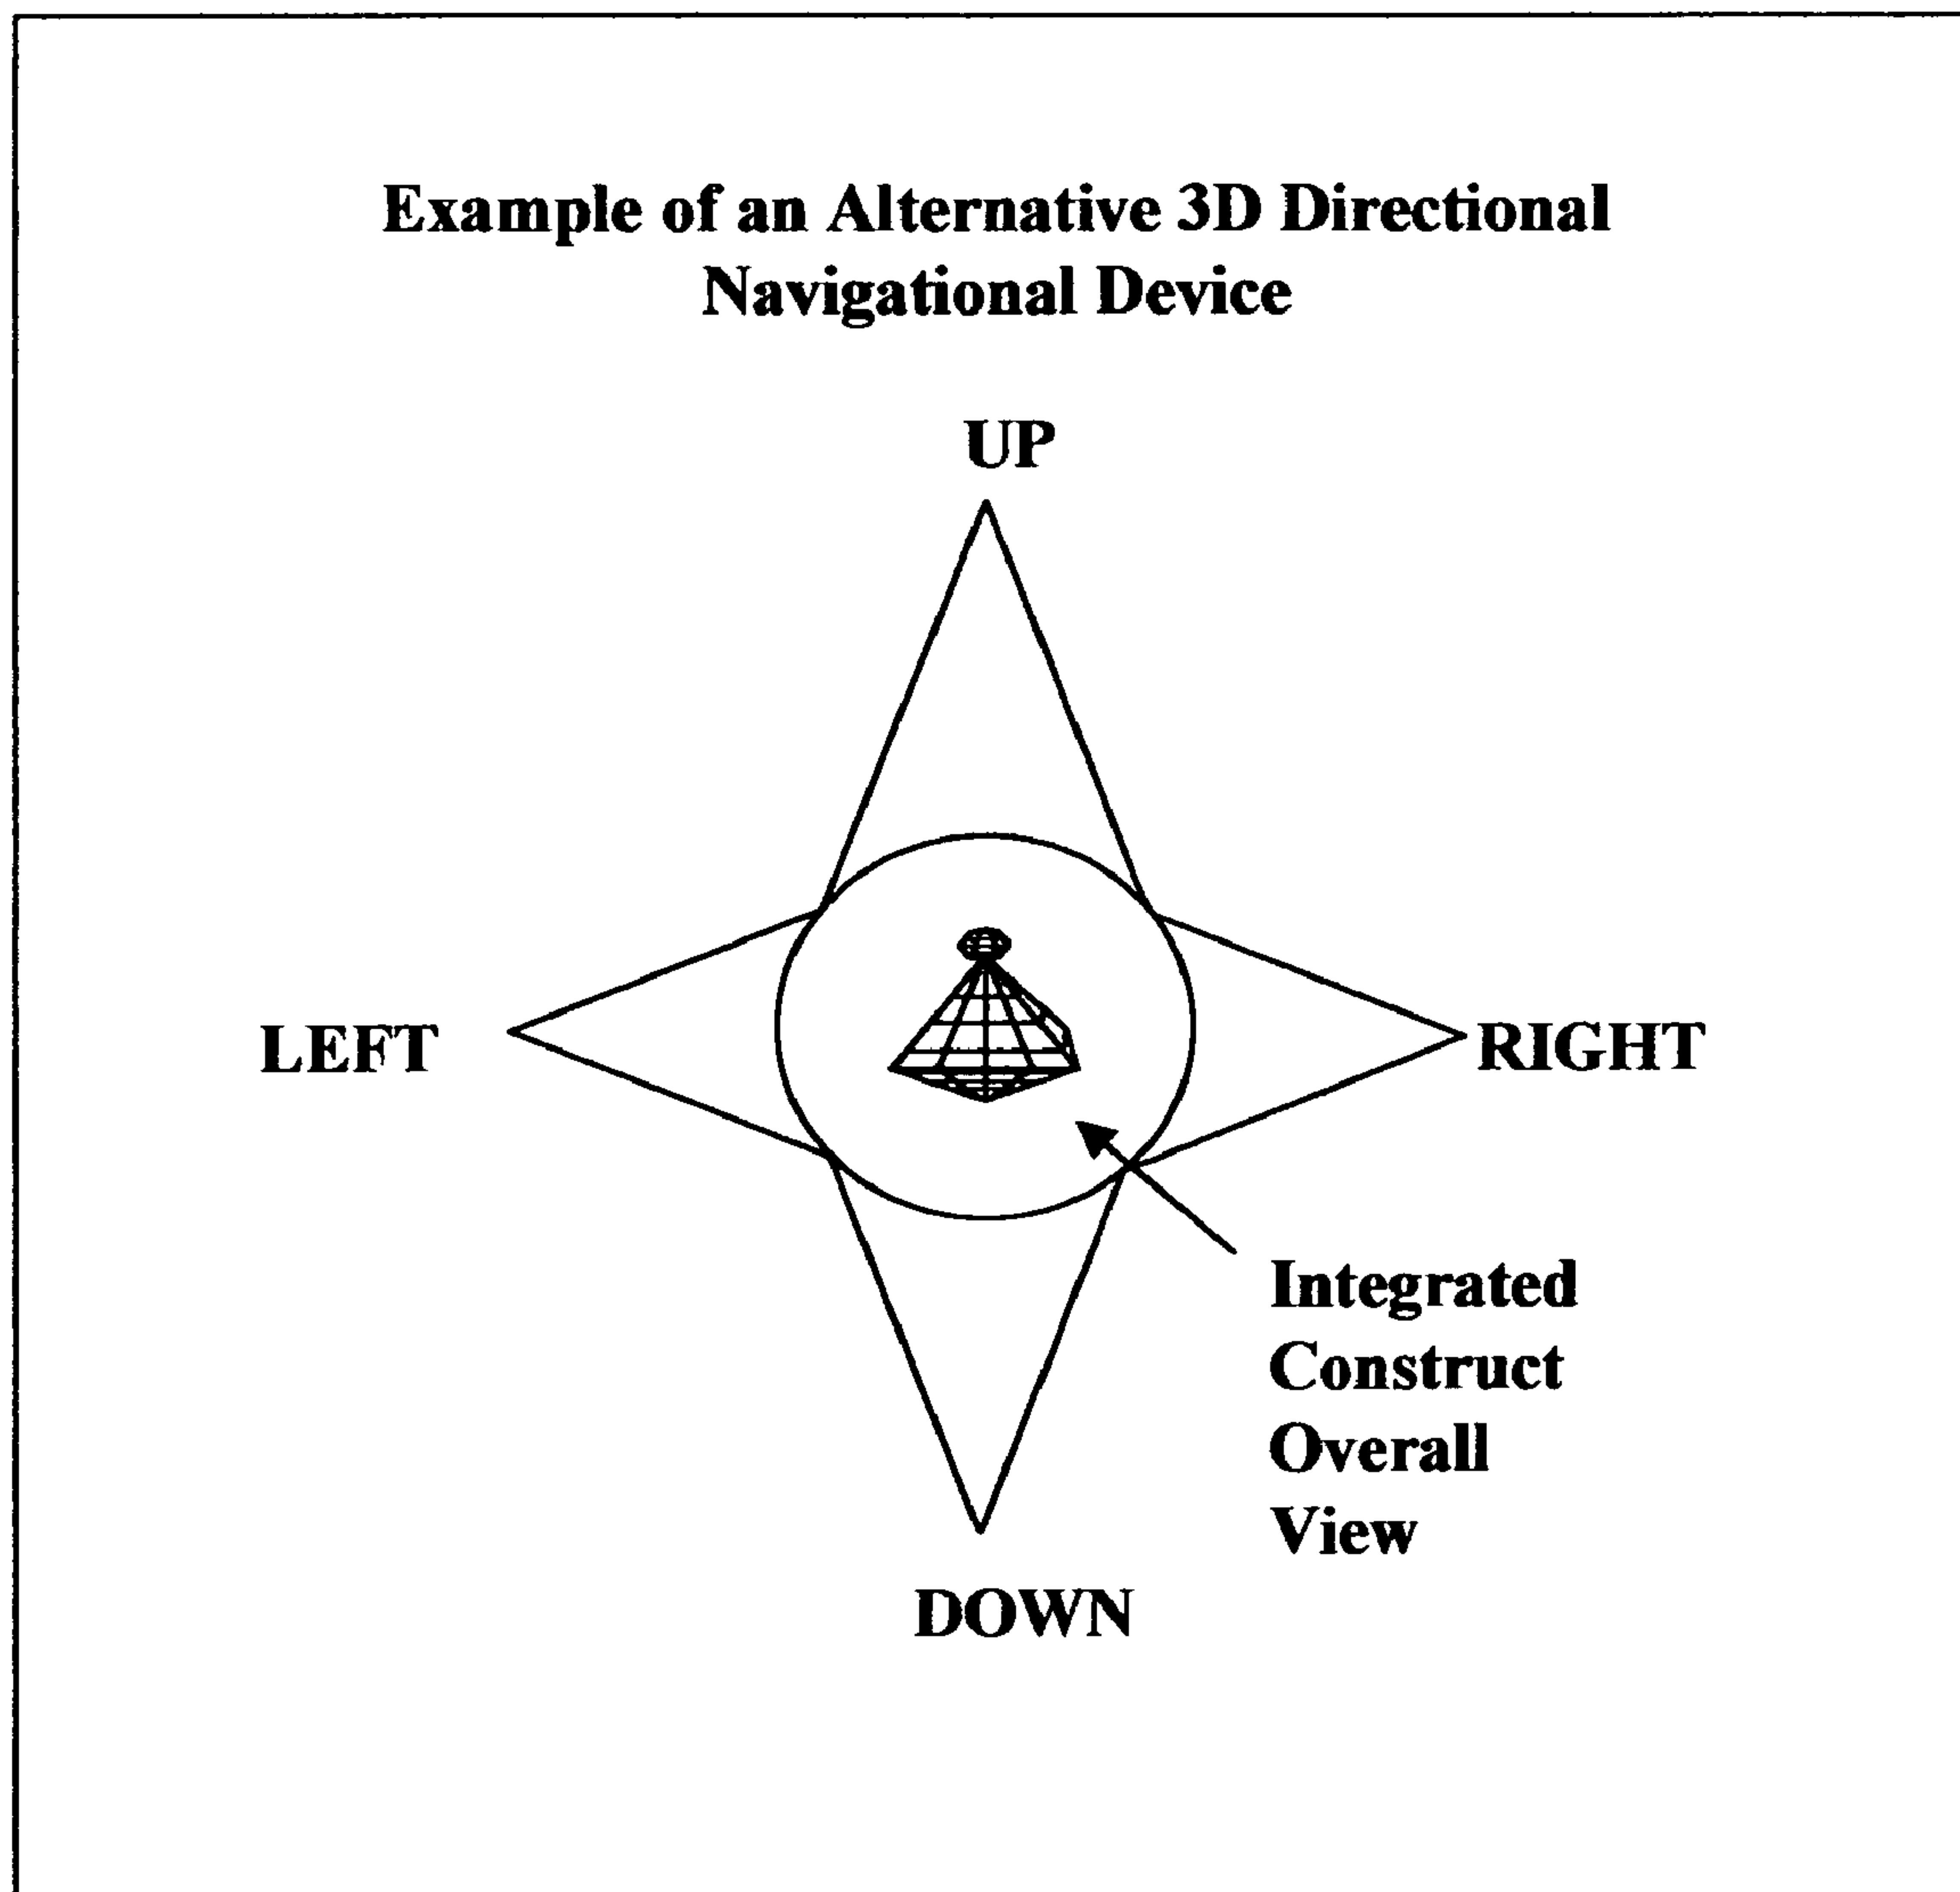 Example of an Alternative 3D Directional
Navigational Device
UP
LEFT
RIGHT
Integrated
Construct
Overall
View
DOWN